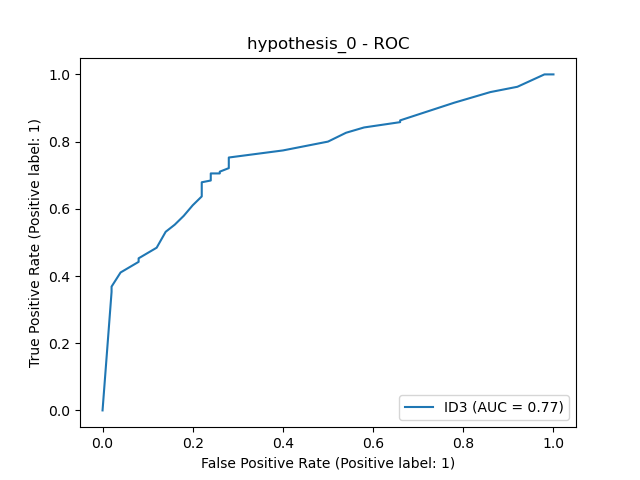 hypothesis_0 - ROC
True Positive Rate (Positive label: 1)
1.0
0.8
0.6
0.4
0.2
0.0
ID3 (AUC = 0.77)
0.0 0.2 0.4 0.6 0.8 1.0
False Positive Rate (Positive label: 1)